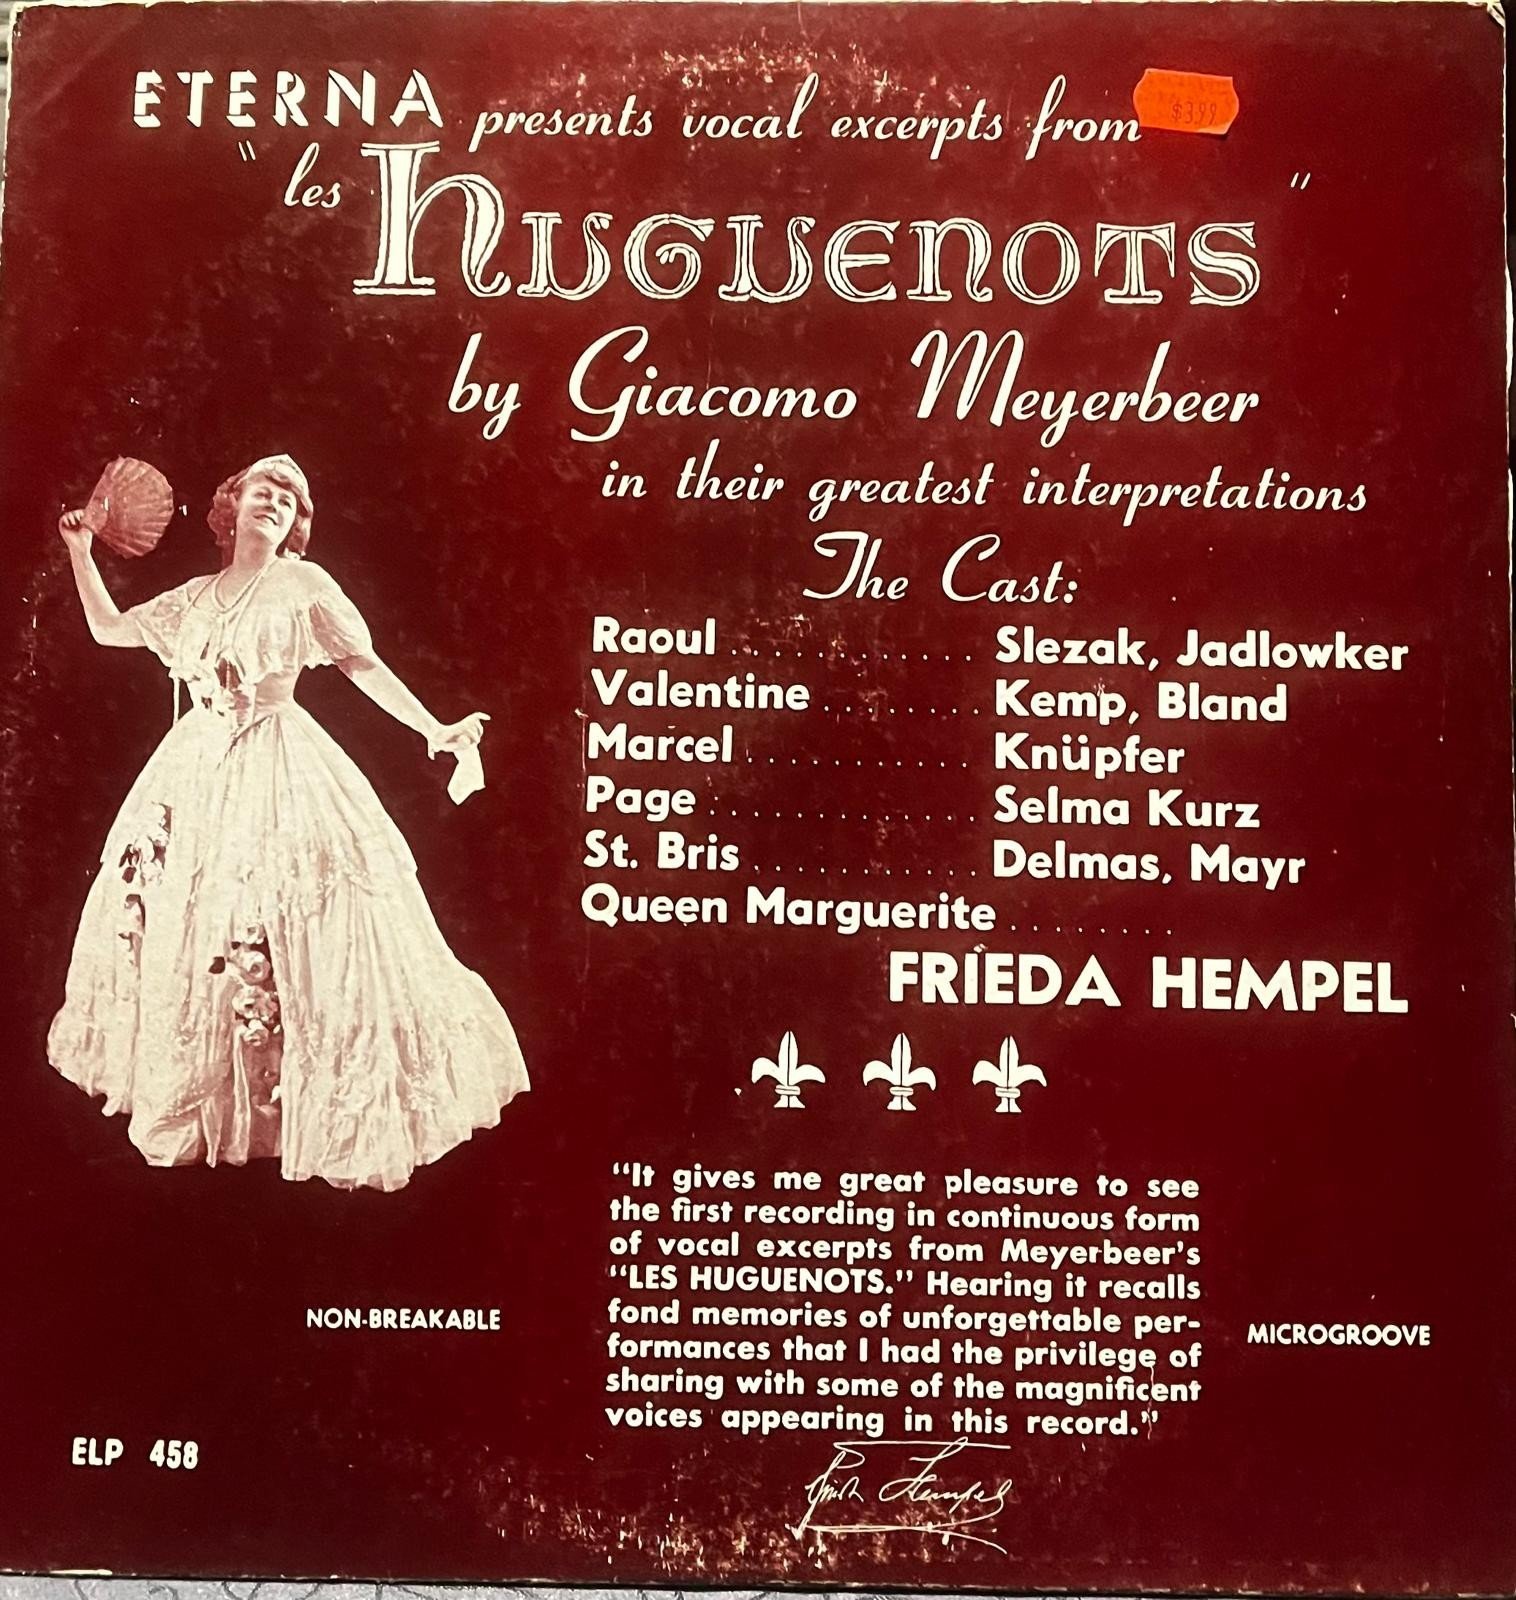 ETERNA presents vocal excerpts from
$3.99
"les HUGUENOTS"
by Giacomo Meyerbeer
in their greatest interpretations
The Cast:
Raoul ............ Slezak, Jadlowker
Valentine ........ Kemp, Bland
Marcel ........... Knüpfer
Page ............. Selma Kurz
St. Bris ........... Delmas, Mayr
Queen Marguerite ........
FRIEDA HEMPEL
"It gives me great pleasure to see
the first recording in continuous form
of vocal excerpts from Meyerbeer's
"LES HUGUENOTS." Hearing it recalls
fond memories of unforgettable per-
formances that I had the privilege of
sharing with some of the magnificent
voices appearing in this record."
NON-BREAKABLE
MICROGROOVE
ELP 458
Frieda Hempel